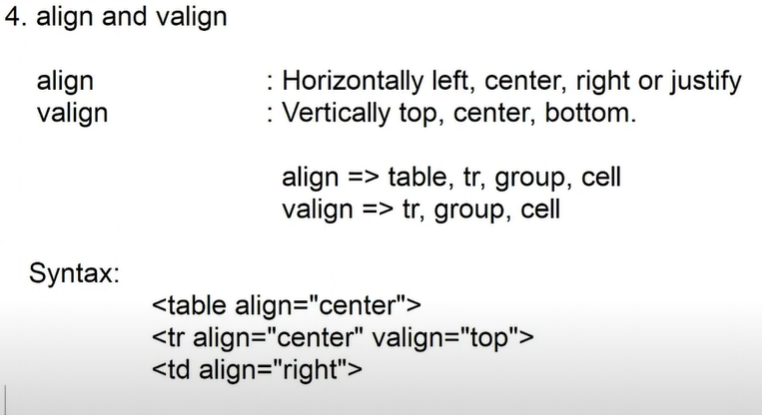 4. align and valign
align : Horizontally left, center, right or justify
valign : Vertically top, center, bottom.
align => table, tr, group, cell
valign => tr, group, cell
Syntax:
<table align="center">
<tr align="center" valign="top">
<td align="right">